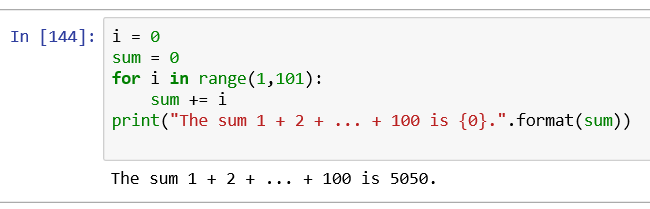 In [144]: i = 0
sum = 0
for i in range(1,101):
    sum += i
print("The sum 1 + 2 + ... + 100 is {0}.".format(sum))
The sum 1 + 2 + ... + 100 is 5050.